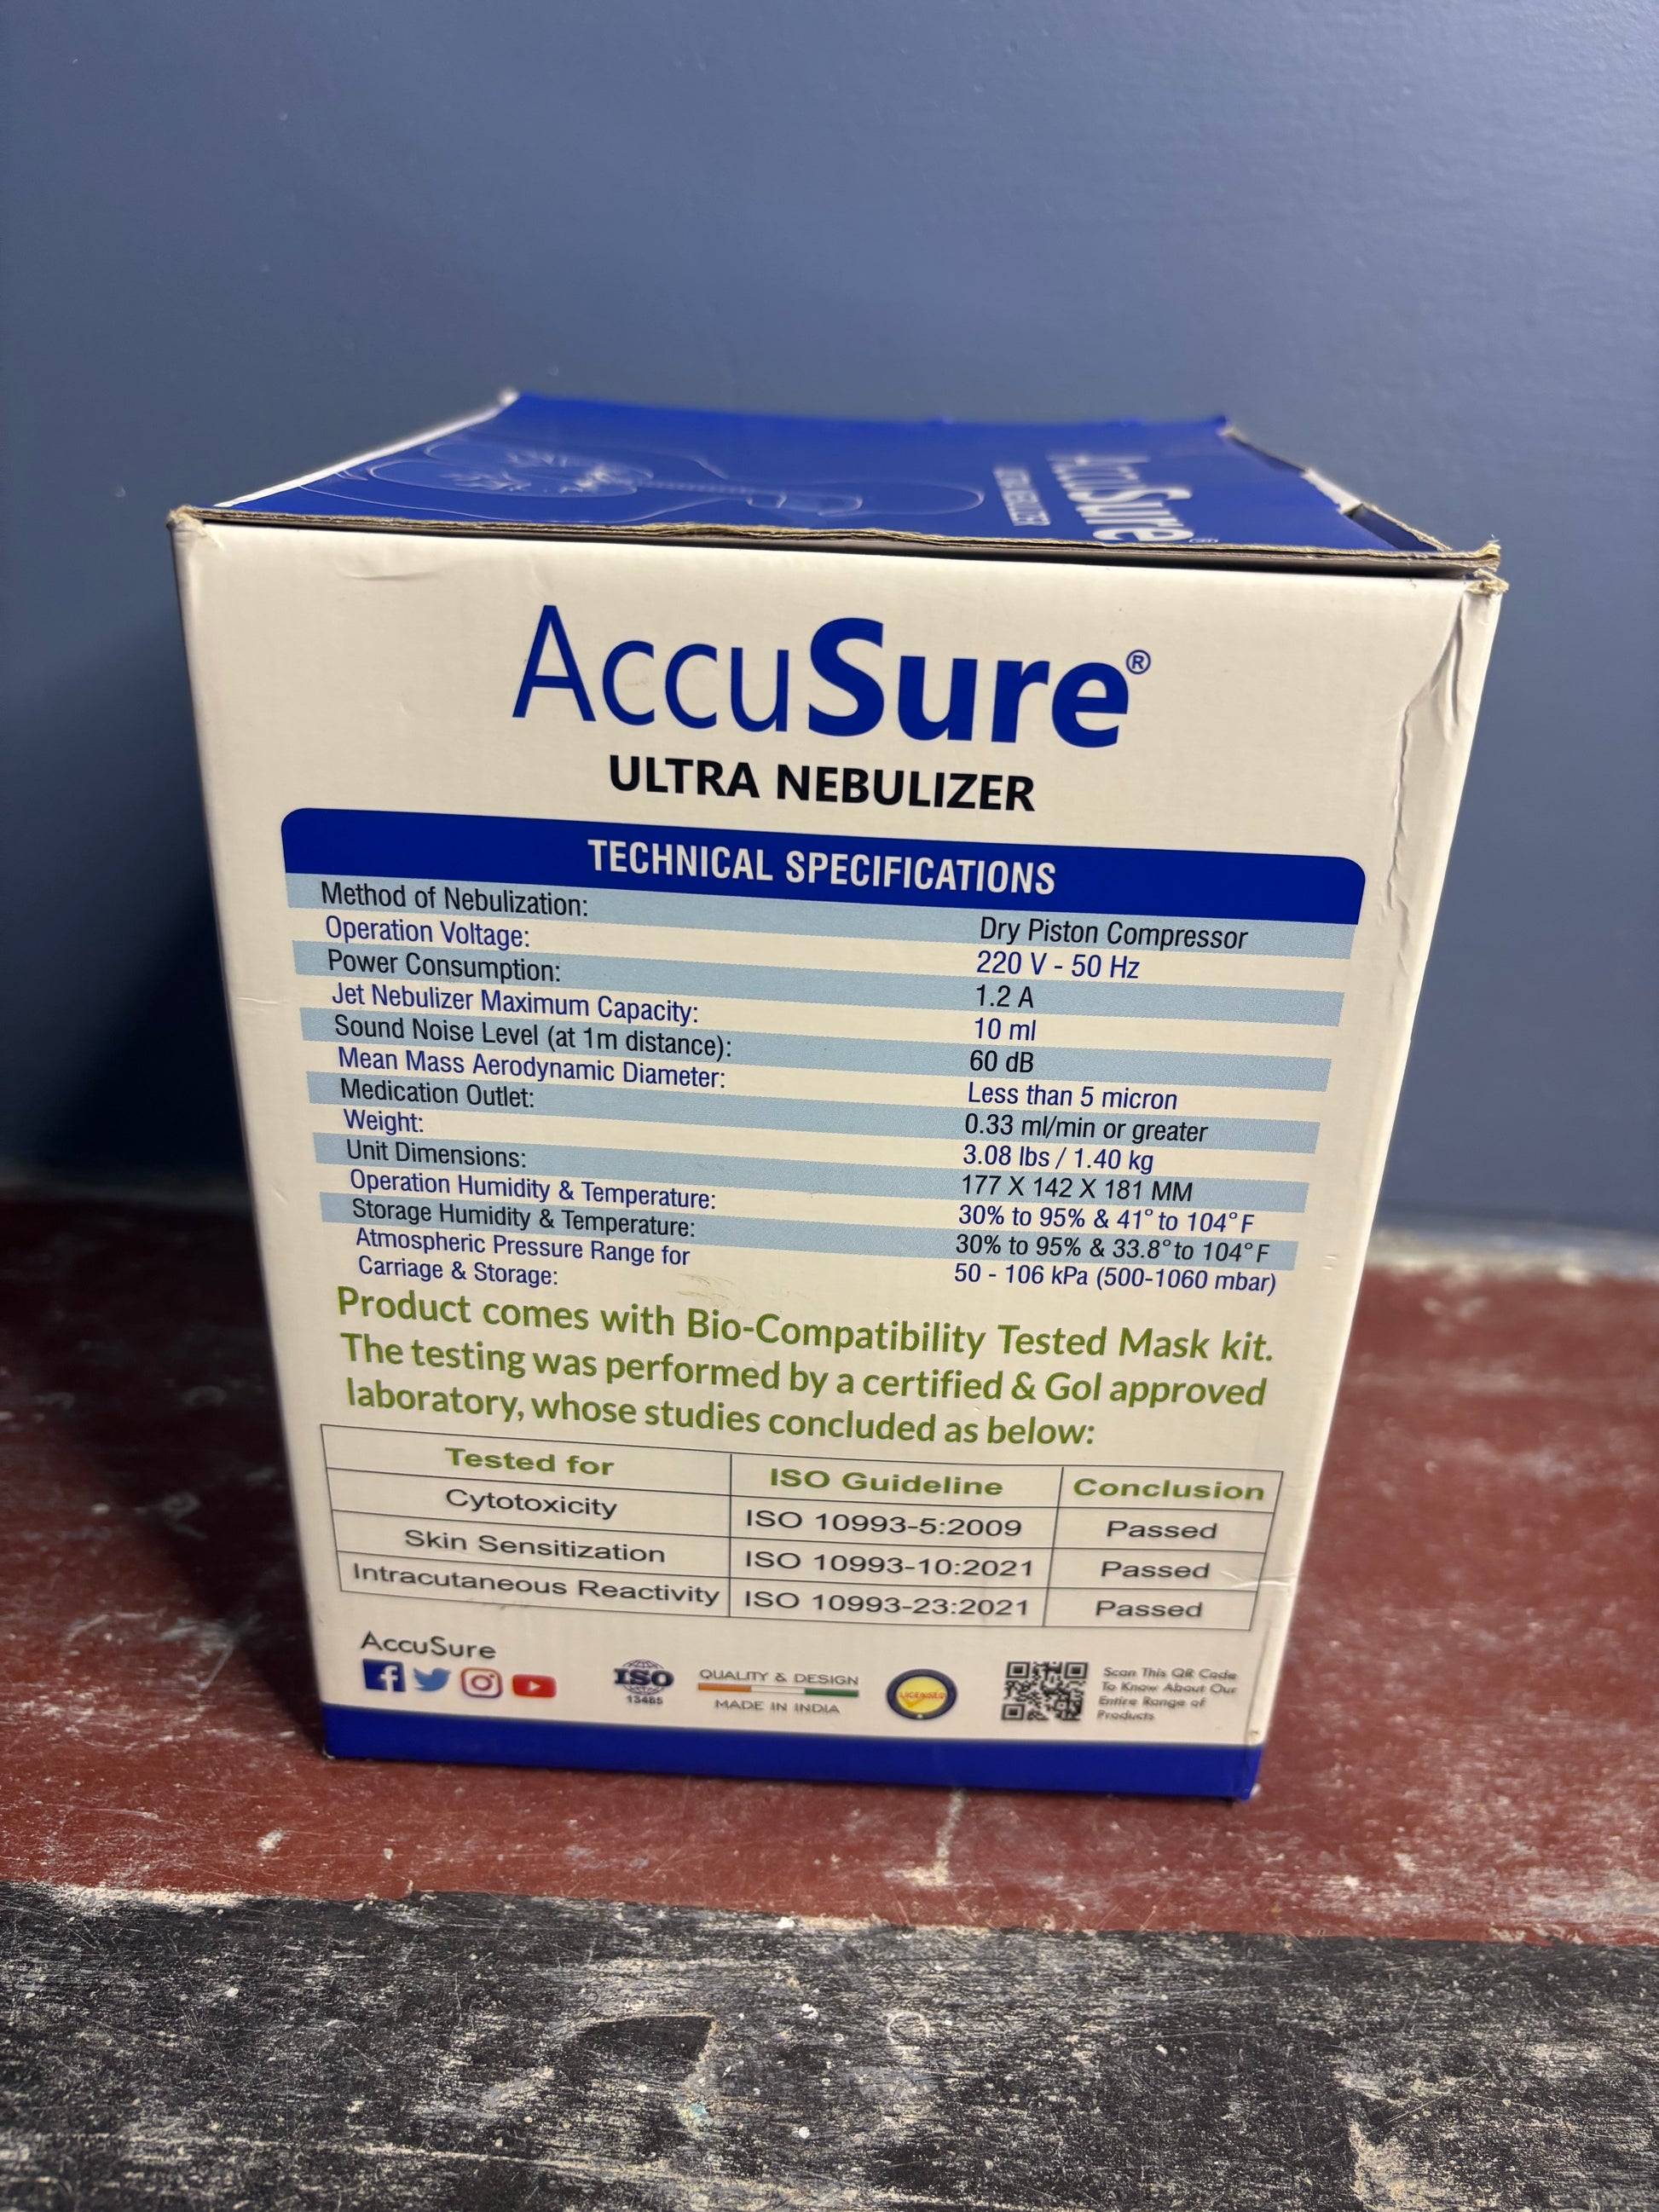 AccuSure®
ULTRA NEBULIZER
AccuSure®
ULTRA NEBULIZER
TECHNICAL SPECIFICATIONS
Method of Nebulization: Dry Piston Compressor
Operation Voltage: 220 V - 50 Hz
Power Consumption: 1.2 A
Jet Nebulizer Maximum Capacity: 10 ml
Sound Noise Level (at 1m distance): 60 dB
Mean Mass Aerodynamic Diameter: Less than 5 micron
Medication Outlet: 0.33 ml/min or greater
Weight: 3.08 lbs / 1.40 kg
Unit Dimensions: 177 X 142 X 181 MM
Operation Humidity & Temperature: 30% to 95% & 41° to 104°F
Storage Humidity & Temperature: 30% to 95% & 33.8°to 104°F
Atmospheric Pressure Range for
Carriage & Storage: 50 - 106 kPa (500-1060 mbar)
Product comes with Bio-Compatibility Tested Mask kit.
The testing was performed by a certified & GoI approved
laboratory, whose studies concluded as below:
Tested for ISO Guideline Conclusion
Cytotoxicity ISO 10993-5:2009 Passed
Skin Sensitization ISO 10993-10:2021 Passed
Intracutaneous Reactivity ISO 10993-23:2021 Passed
AccuSure
ISO
13485
QUALITY & DESIGN
MADE IN INDIA
LICENSED
Scan This QR Code
To Know About Our
Entire Range of
Products